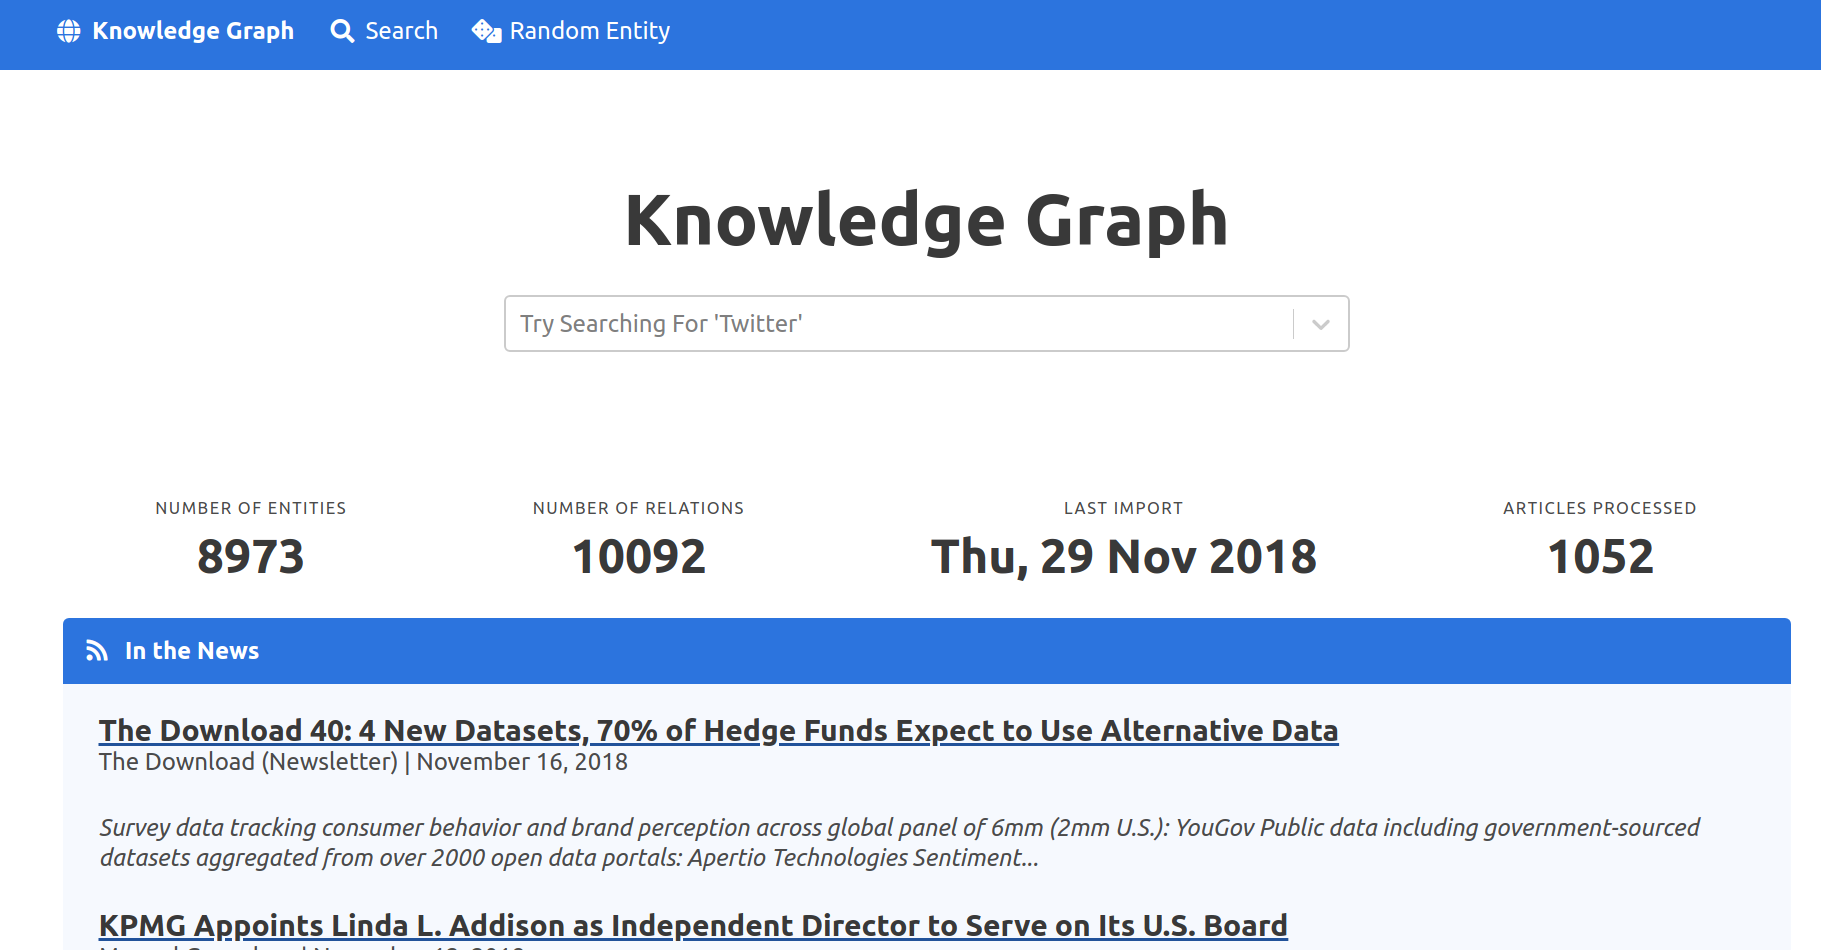 Knowledge Graph Search Random Entity
Knowledge Graph
Try Searching For 'Twitter'
NUMBER OF ENTITIES NUMBER OF RELATIONS LAST IMPORT ARTICLES PROCESSED
8973 10092 Thu, 29 Nov 2018 1052
In the News
The Download 40: 4 New Datasets, 70% of Hedge Funds Expect to Use Alternative Data
The Download (Newsletter) | November 16, 2018
Survey data tracking consumer behavior and brand perception across global panel of 6mm (2mm U.S.): YouGov Public data including government-sourced
datasets aggregated from over 2000 open data portals: Apertio Technologies Sentiment...
KPMG Appoints Linda L. Addison as Independent Director to Serve on Its U.S. Board